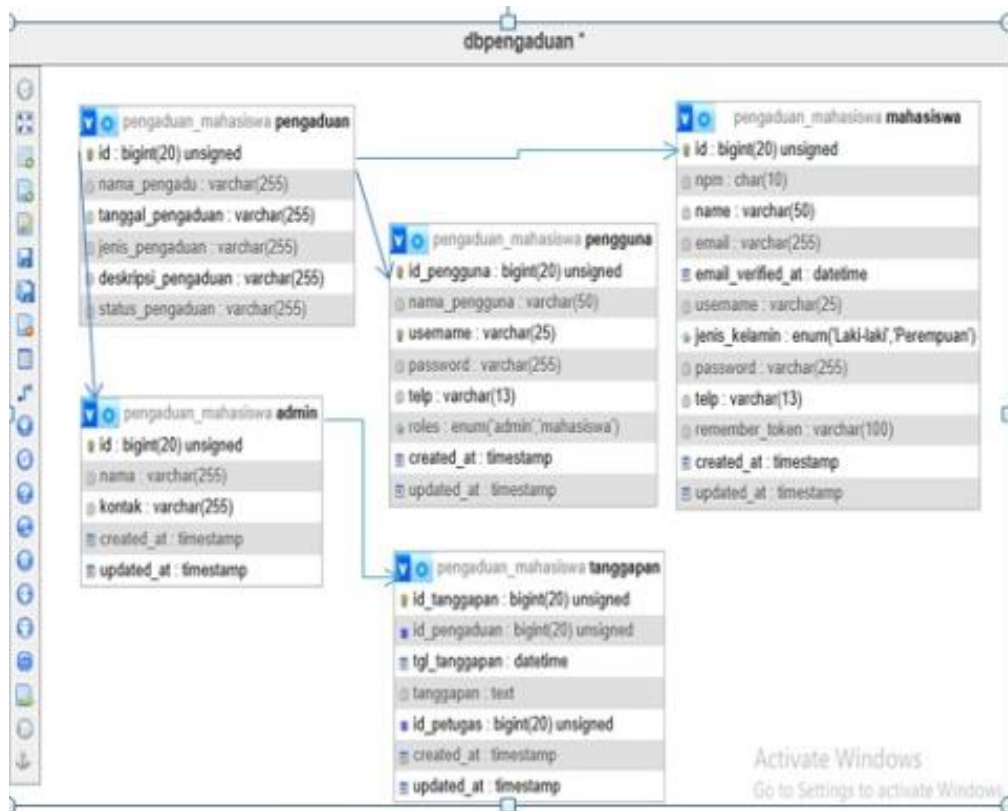 dbpengaduan *
pengaduan_mahasiswa pengaduan
id : bigint(20) unsigned
nama_pengadu : varchar(255)
tanggal_pengaduan : varchar(255)
jenis_pengaduan : varchar(255)
deskripsi_pengaduan : varchar(255)
status_pengaduan : varchar(255)
pengaduan_mahasiswa mahasiswa
id : bigint(20) unsigned
npm : char(10)
name : varchar(50)
email : varchar(255)
email_verified_at : datetime
username : varchar(25)
jenis_kelamin : enum('Laki-laki','Perempuan')
password : varchar(255)
telp : varchar(13)
remember_token : varchar(100)
created_at : timestamp
updated_at : timestamp
pengaduan_mahasiswa pengguna
id_pengguna : bigint(20) unsigned
nama_pengguna : varchar(50)
username : varchar(25)
password : varchar(255)
telp : varchar(13)
roles : enum('admin','mahasiswa')
created_at : timestamp
updated_at : timestamp
pengaduan_mahasiswa admin
id : bigint(20) unsigned
nama : varchar(255)
kontak : varchar(255)
created_at : timestamp
updated_at : timestamp
pengaduan_mahasiswa tanggapan
id_tanggapan : bigint(20) unsigned
id_pengaduan : bigint(20) unsigned
tgl_tanggapan : datetime
tanggapan : text
id_petugas : bigint(20) unsigned
created_at : timestamp
updated_at : timestamp
Activate Windows
Go to Settings to activate Windows